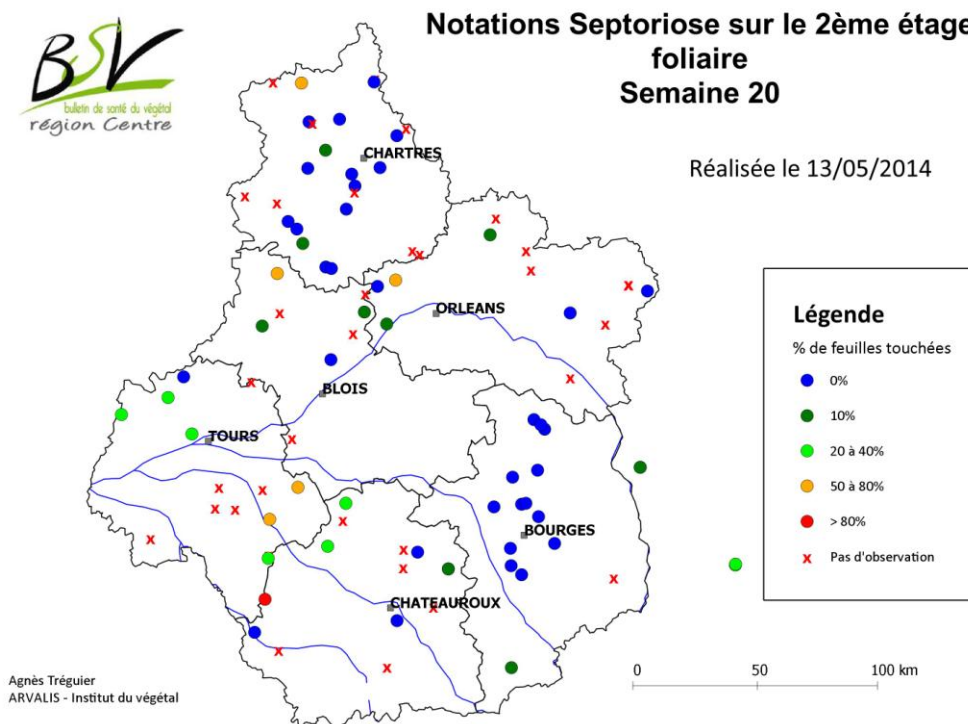 Notations Septoriose sur le 2ème étage
foliaire
Semaine 20
BSV
bulletin de santé du végétal
région Centre
Réalisée le 13/05/2014
CHARTRES
ORLEANS
BLOIS
TOURS
BOURGES
CHATEAUROUX
Légende
% de feuilles touchées
0%
10%
20 à 40%
50 à 80%
> 80%
x Pas d'observation
0 50 100 km
Agnès Tréguier
ARVALIS - Institut du végétal